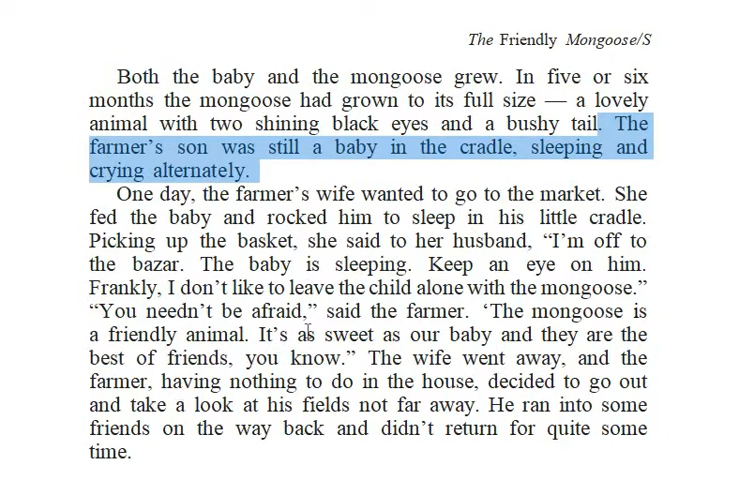 The Friendly Mongoose/S
Both the baby and the mongoose grew. In five or six
months the mongoose had grown to its full size — a lovely
animal with two shining black eyes and a bushy tail. The
farmer’s son was still a baby in the cradle, sleeping and
crying alternately.
One day, the farmer’s wife wanted to go to the market. She
fed the baby and rocked him to sleep in his little cradle.
Picking up the basket, she said to her husband, “I’m off to
the bazar. The baby is sleeping. Keep an eye on him.
Frankly, I don’t like to leave the child alone with the mongoose.”
“You needn’t be afraid,” said the farmer. ‘The mongoose is
a friendly animal. It’s as sweet as our baby and they are the
best of friends, you know.” The wife went away, and the
farmer, having nothing to do in the house, decided to go out
and take a look at his fields not far away. He ran into some
friends on the way back and didn’t return for quite some
time.